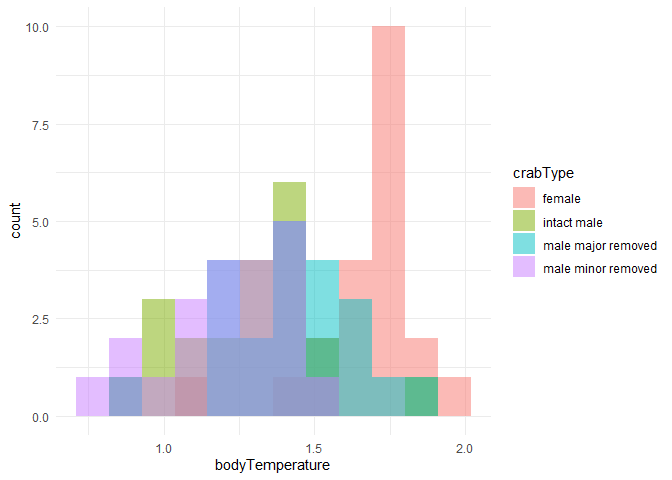 10.0
7.5
5.0
2.5
0.0
count
1.0 1.5 2.0
bodyTemperature
crabType
female
intact male
male major removed
male minor removed